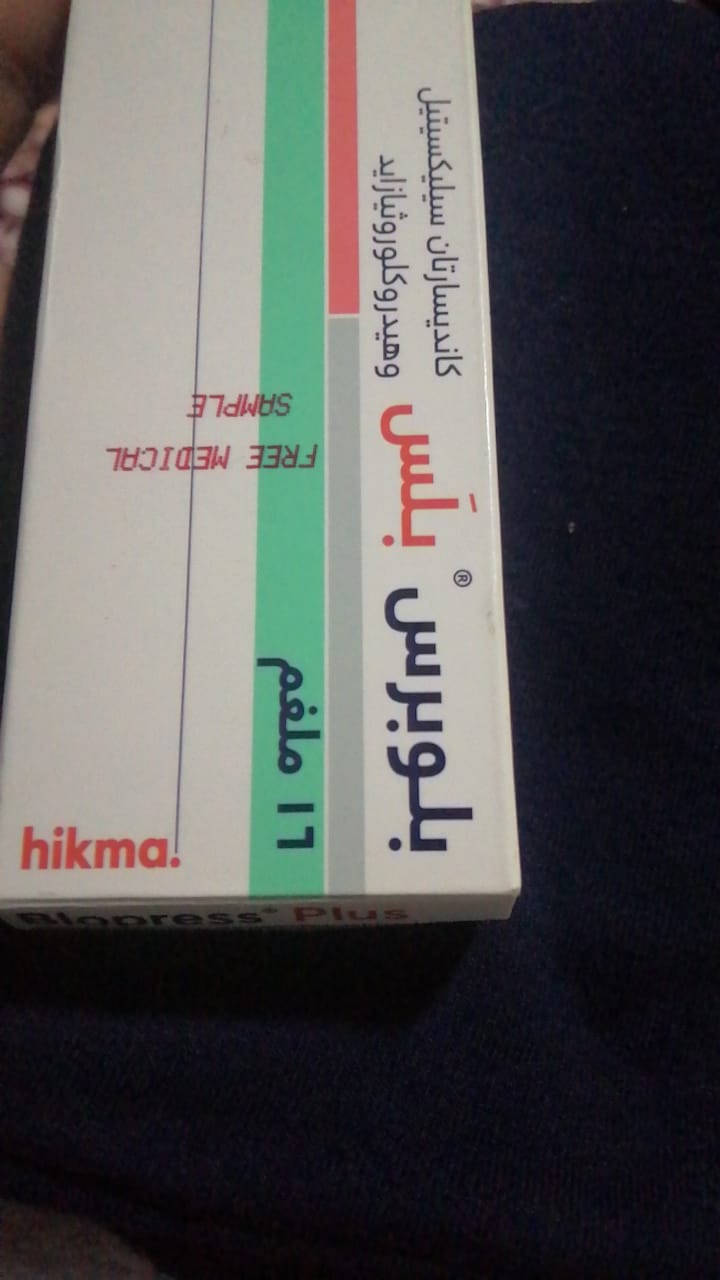 بلوبرس® بلَس
كانديسارتان سيليكسيتيل
وهيدروكلوروثيازايد
١٦ ملغم
FREE MEDICAL
SAMPLE
hikma.
Blopress® Plus